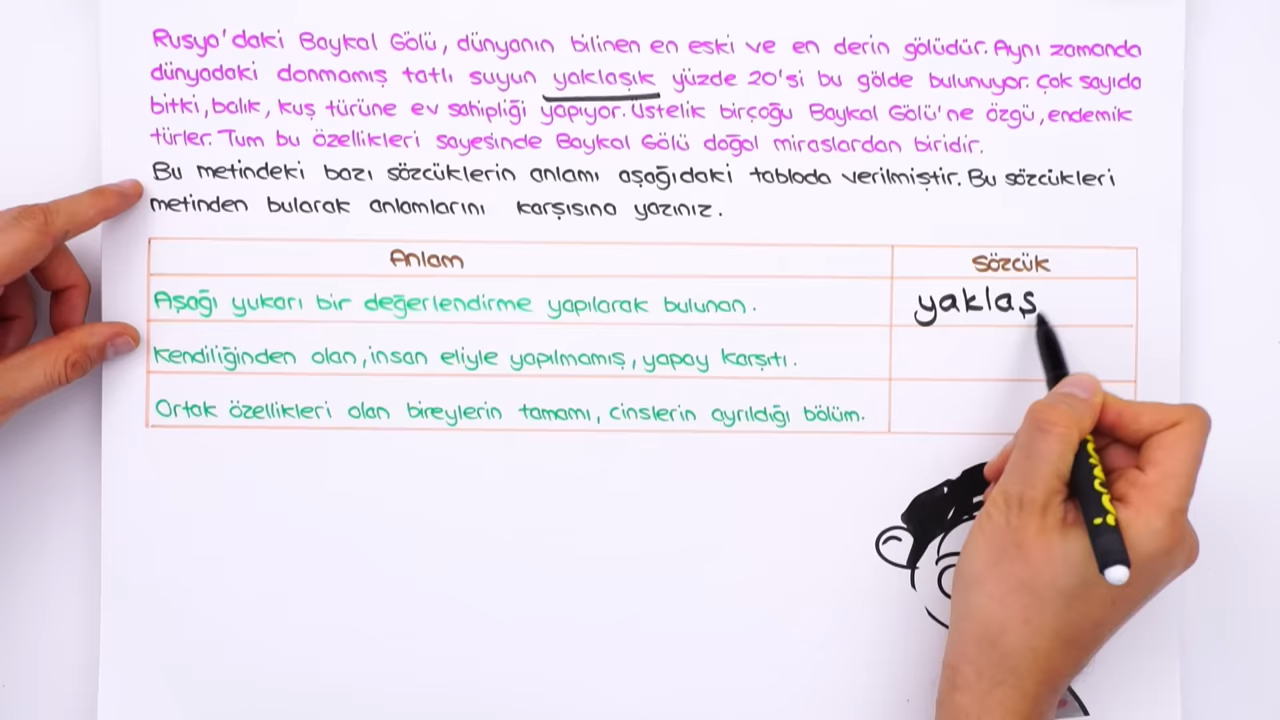 Rusya'daki Baykal Gölü, dünyanın bilinen en eski ve en derin gölüdür. Aynı zamanda
dünyadaki donmamış tatlı suyun yaklaşık yüzde 20'si bu gölde bulunuyor. Çok sayıda
bitki, balık, kuş türüne ev sahipliği yapıyor. Üstelik birçoğu Baykal Gölü'ne özgü, endemik
türler. Tum bu özellikleri sayesinde Baykal Gölü doğal miraslardan biridir.
Bu metindeki bazı sözcüklerin anlamı aşağıdaki tabloda verilmiştir. Bu sözcükleri
metinden bularak anlamlarını karşısına yazınız.
Anlam Sözcük
Aşağı yukarı bir değerlendirme yapılarak bulunan. yaklaş
Kendiliğinden olan, insan eliyle yapılmamış, yapay karşıtı.
Ortak özellikleri olan bireylerin tamamı, cinslerin ayrıldığı bölüm.